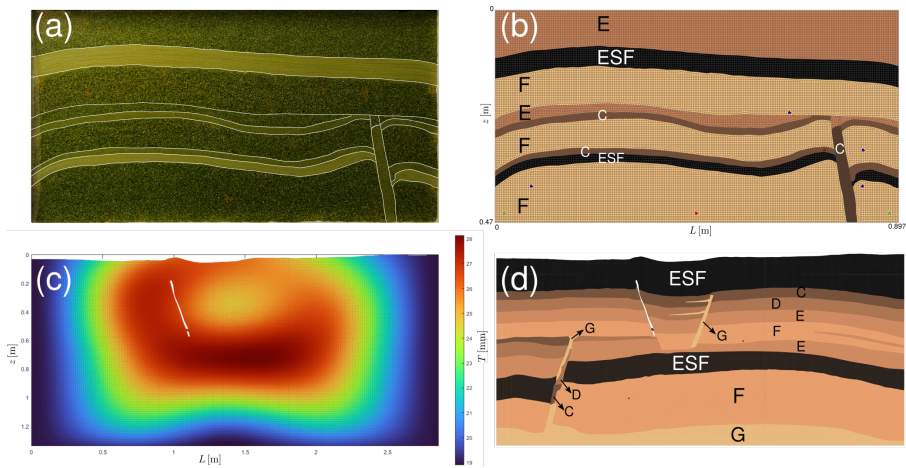 (a)
(b)
0
E
ESF
F
E
C
z [m]
F
C
ESF
C
F
0.47
0
L [m]
0.897
(c)
0
0.2
0.4
0.6
0.8
1.0
1.2
z [m]
0
0.5
1
1.5
2
2.5
L [m]
28
27
26
25
24
23
22
21
20
19
T [mm]
(d)
ESF
C
D
E
G
G
F
E
ESF
D
C
F
G